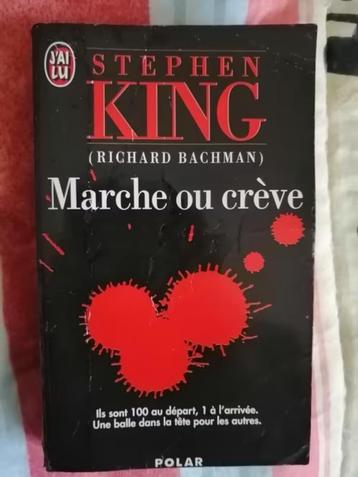 J'AI
LU
STEPHEN
KING
(RICHARD BACHMAN)
Marche ou crève
Ils sont 100 au départ, 1 à l'arrivée.
Une balle dans la tête pour les autres.
POLAR